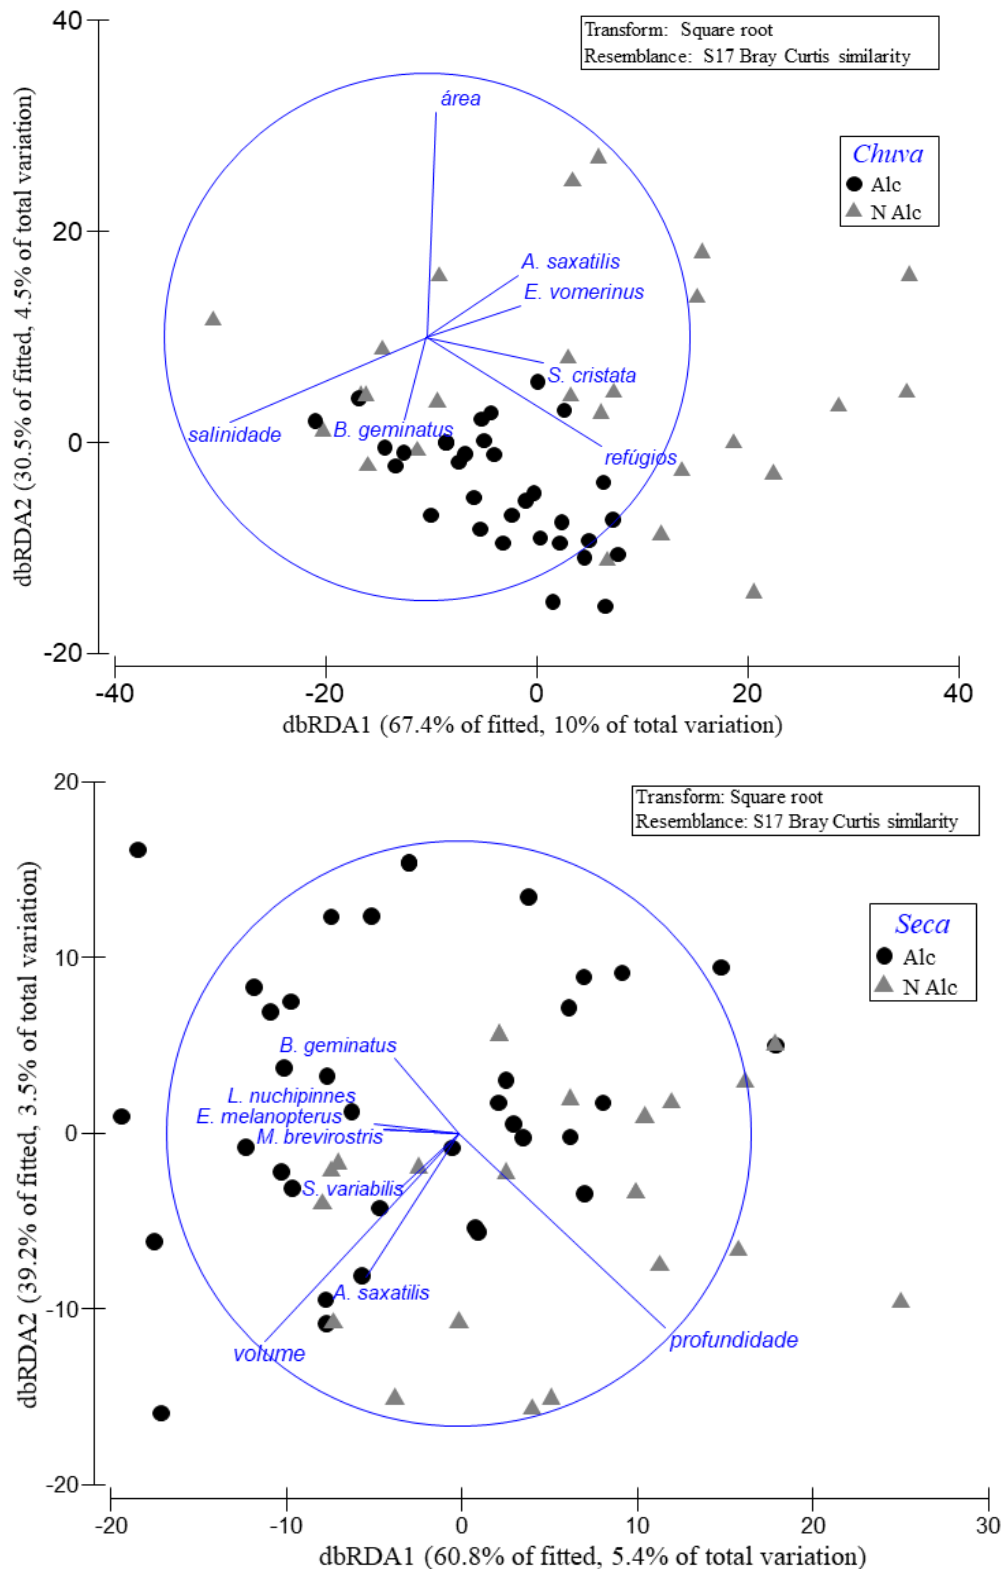 40
Transform: Square root
Resemblance: S17 Bray Curtis similarity
área
Chuva
Alc
N Alc
20
A. saxatilis
E. vomerinus
S. cristata
B. geminatus
salinidade
0
refúgios
-20
dbRDA2 (30.5% of fitted, 4.5% of total variation)
-40 -20 0 20 40
dbRDA1 (67.4% of fitted, 10% of total variation)
20
Transform: Square root
Resemblance: S17 Bray Curtis similarity
Seca
Alc
N Alc
10
B. geminatus
L. nuchipinnes
E. melanopterus
M. brevirostris
0
S. variabilis
A. saxatilis
-10
volume
profundidade
-20
dbRDA2 (39.2% of fitted, 3.5% of total variation)
-20 -10 0 10 20 30
dbRDA1 (60.8% of fitted, 5.4% of total variation)